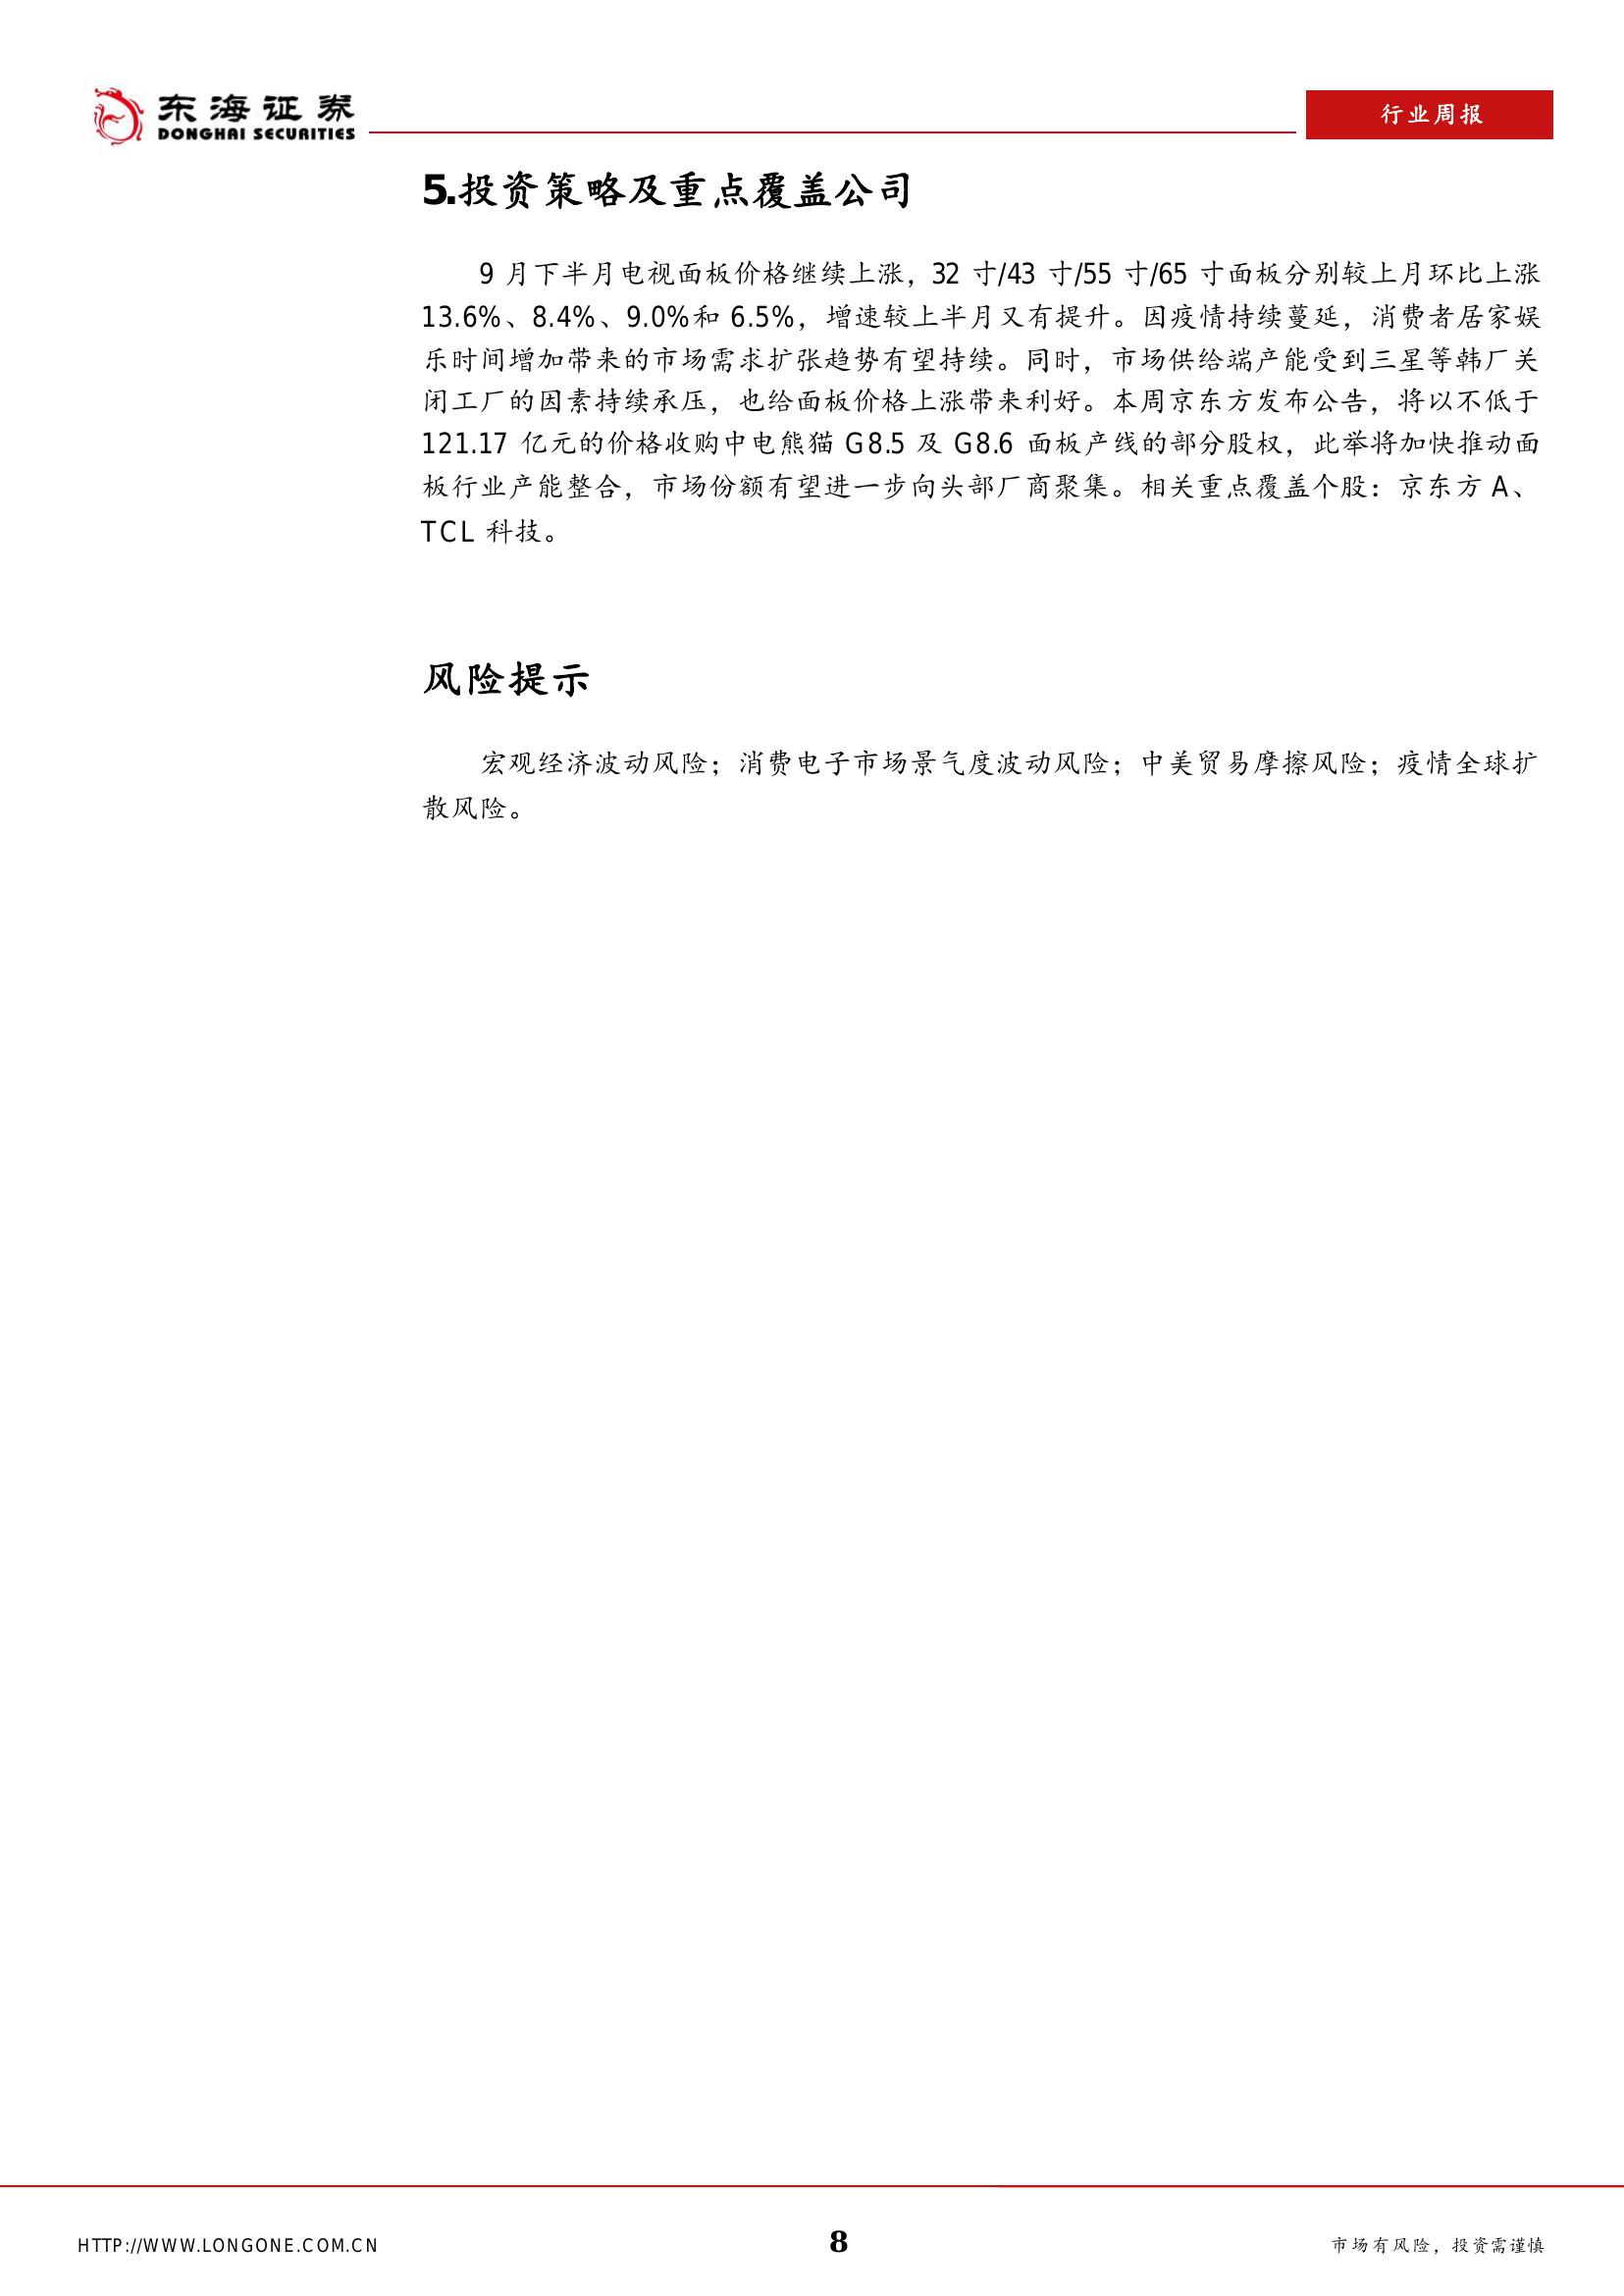 东海证券
DONGHAI SECURITIES
行业周报
5.投资策略及重点覆盖公司
9 月下半月电视面板价格继续上涨，32 寸/43 寸/55 寸/65 寸面板分别较上月环比上涨
13.6%、8.4%、9.0%和 6.5%，增速较上半月又有提升。因疫情持续蔓延，消费者居家娱
乐时间增加带来的市场需求扩张趋势有望持续。同时，市场供给端产能受到三星等韩厂关
闭工厂的因素持续承压，也给面板价格上涨带来利好。本周京东方发布公告，将以不低于
121.17 亿元的价格收购中电熊猫 G8.5 及 G8.6 面板产线的部分股权，此举将加快推动面
板行业产能整合，市场份额有望进一步向头部厂商聚集。相关重点覆盖个股：京东方 A、
TCL 科技。
风险提示
宏观经济波动风险；消费电子市场景气度波动风险；中美贸易摩擦风险；疫情全球扩
散风险。
HTTP://WWW.LONGONE.COM.CN
8
市场有风险，投资需谨慎